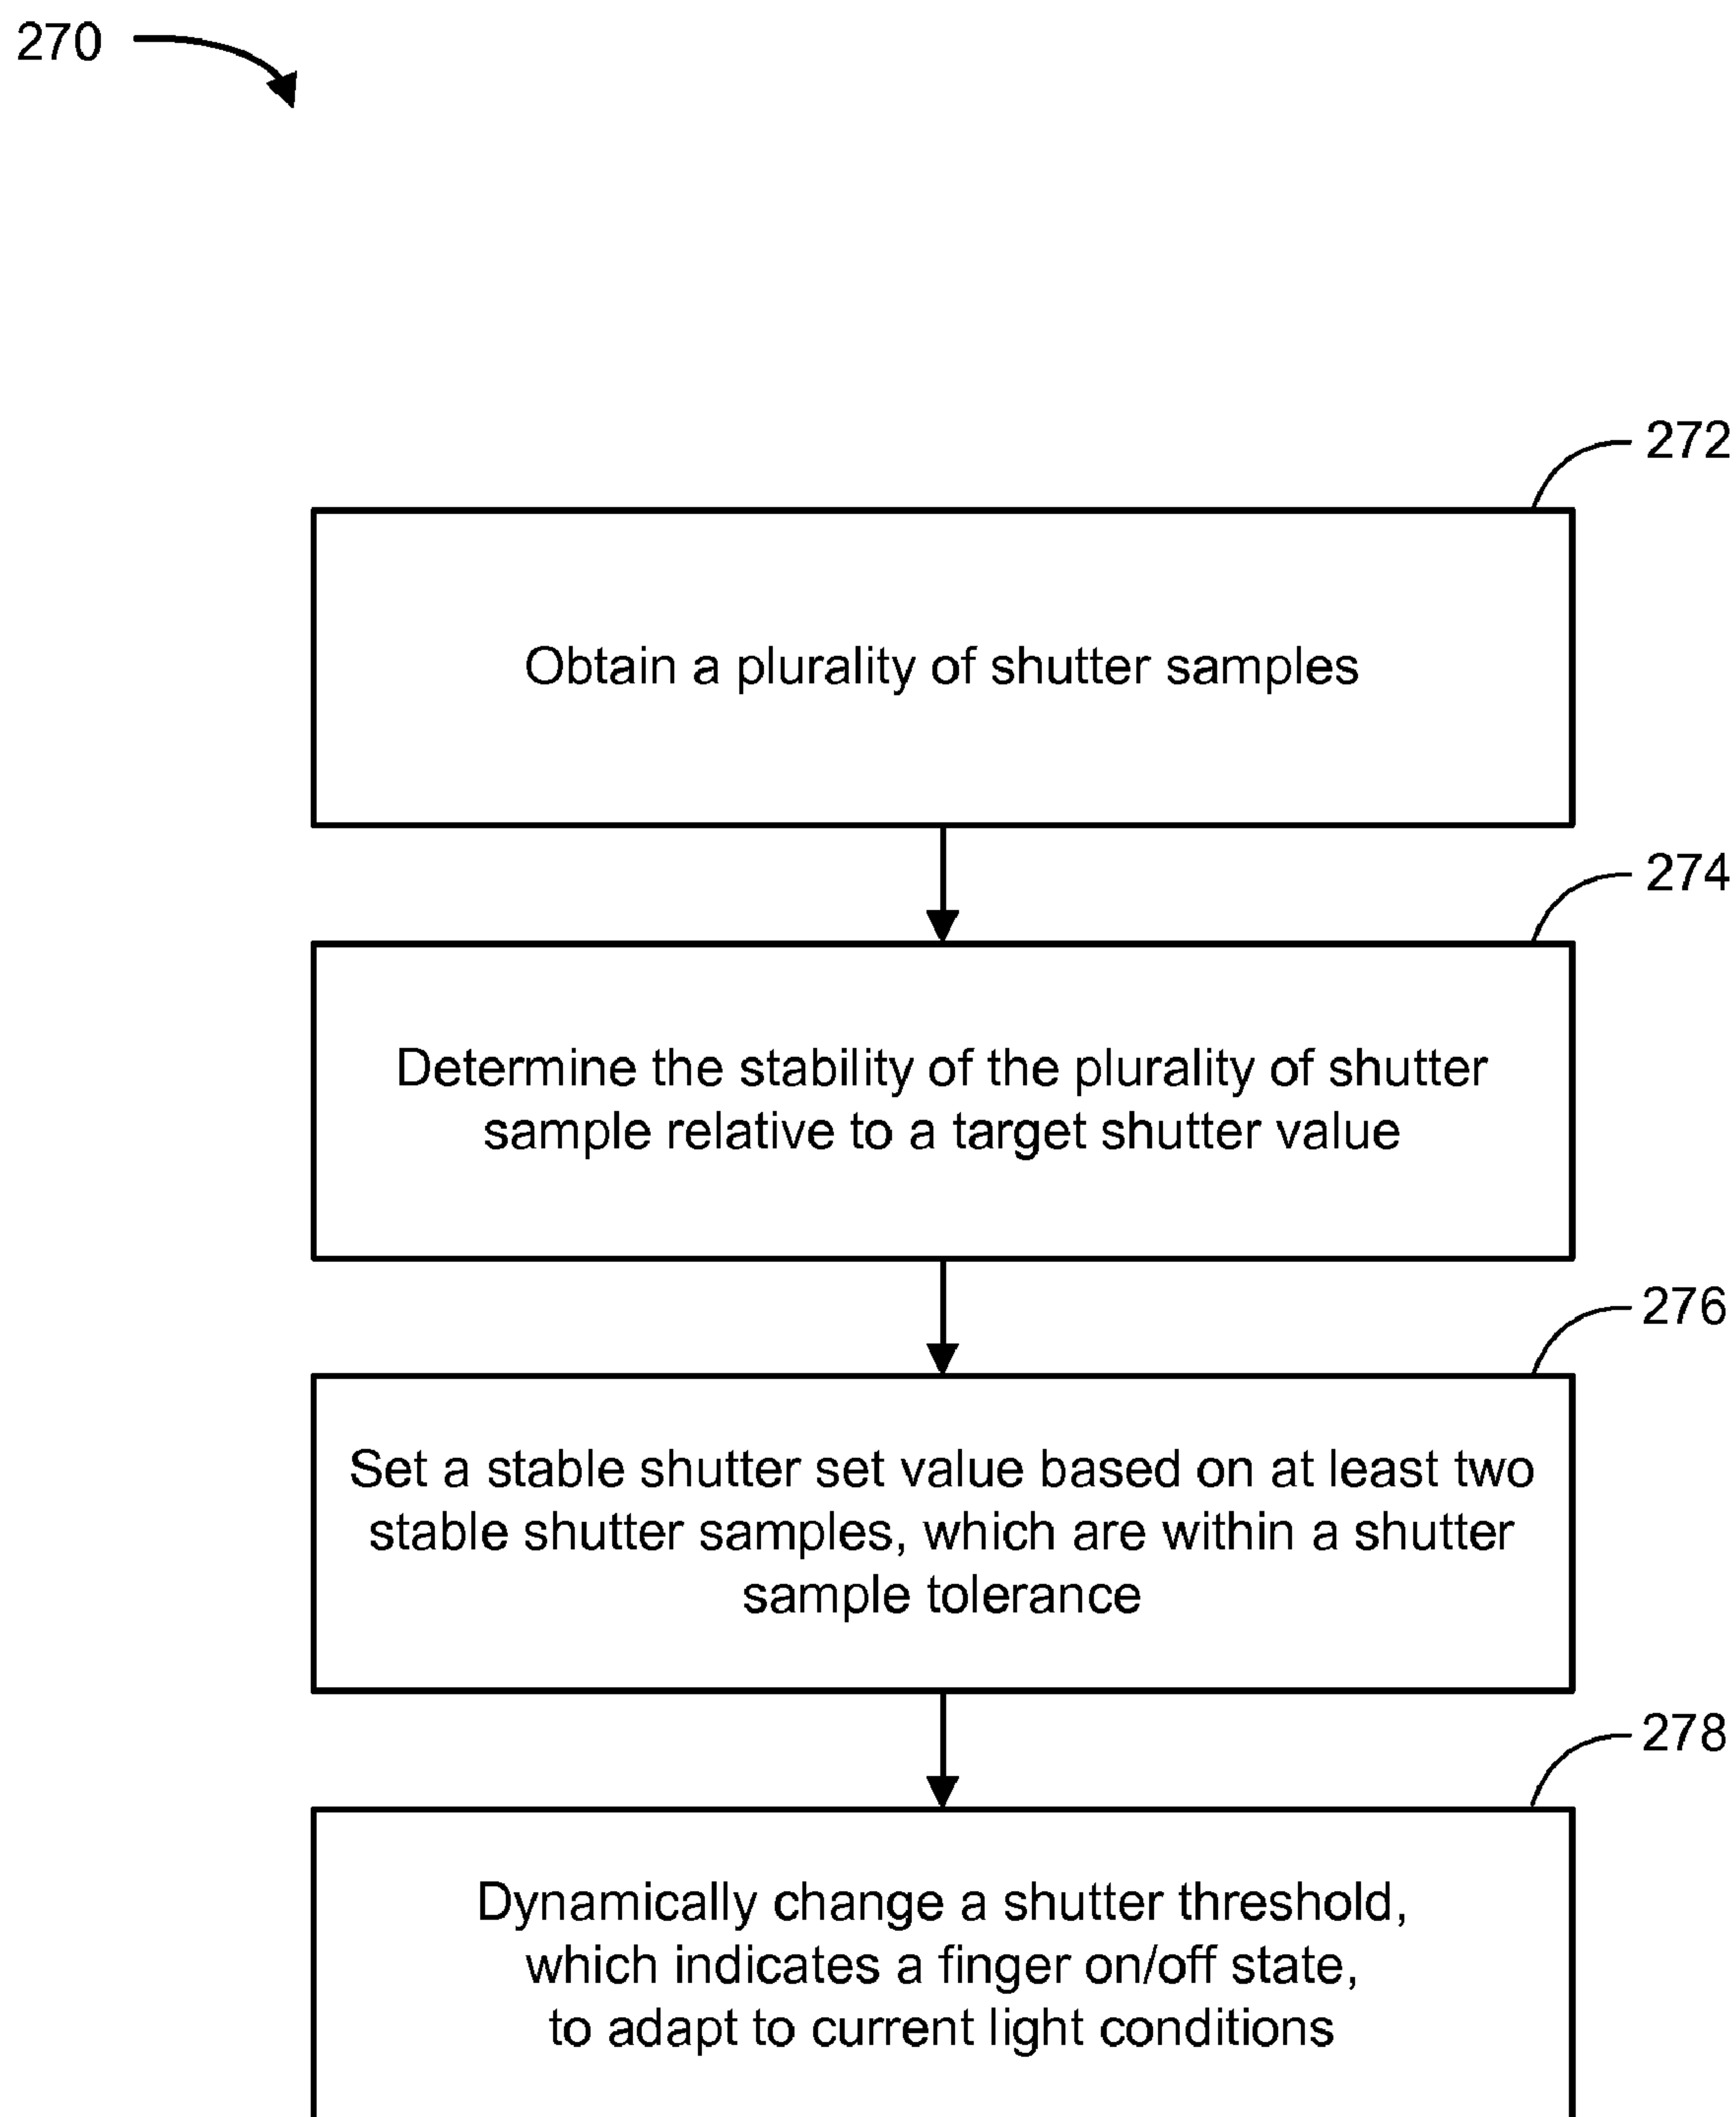 270
272
Obtain a plurality of shutter samples
274
Determine the stability of the plurality of shutter
sample relative to a target shutter value
276
Set a stable shutter set value based on at least two
stable shutter samples, which are within a shutter
sample tolerance
278
Dynamically change a shutter threshold,
which indicates a finger on/off state,
to adapt to current light conditions